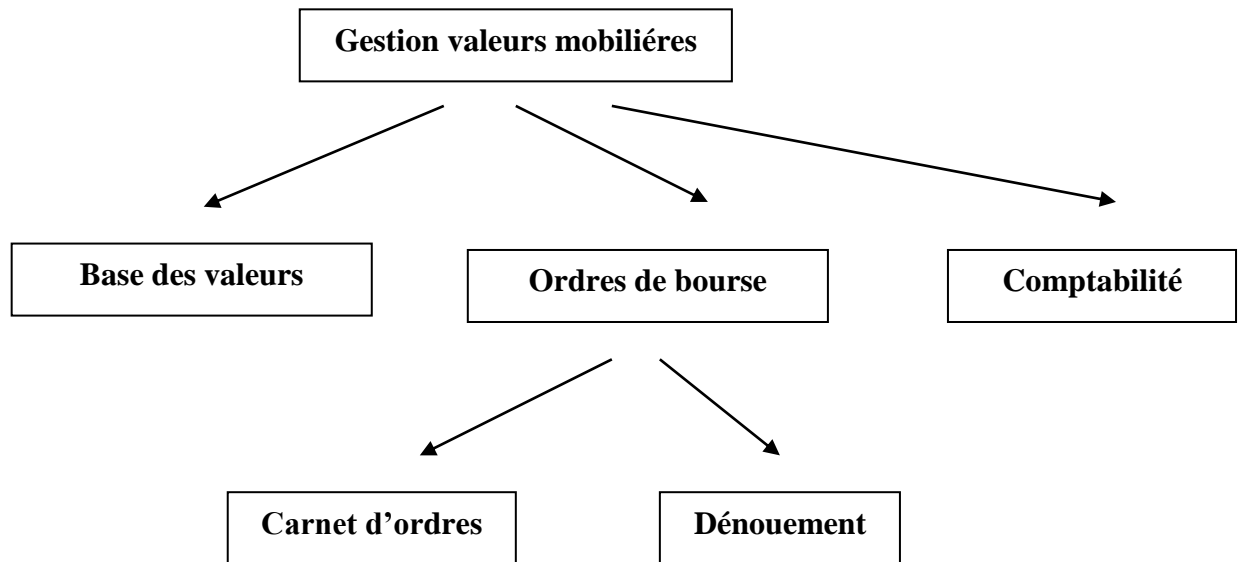 Gestion valeurs mobiliéres
Base des valeurs
Ordres de bourse
Comptabilité
Carnet d’ordres
Dénouement